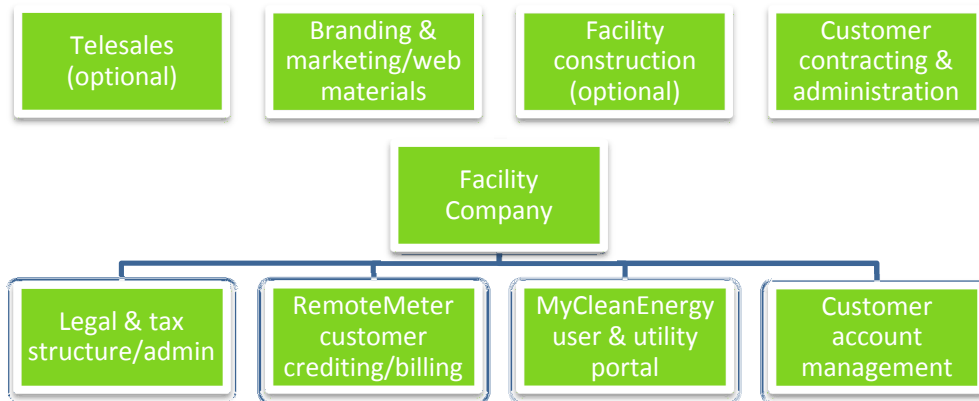 Telesales
(optional)
Branding &
marketing/web
materials
Facility
construction
(optional)
Customer
contracting &
administration
Facility
Company
Legal & tax
structure/admin
RemoteMeter
customer
crediting/billing
MyCleanEnergy
user & utility
portal
Customer
account
management